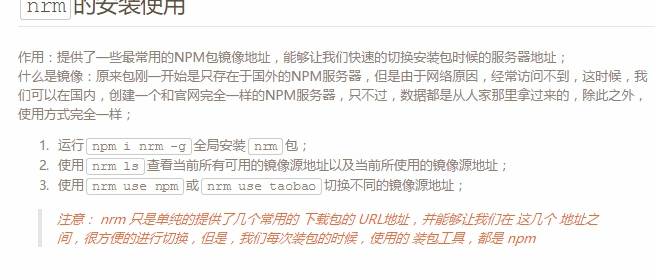 nrm的安装使用
作用：提供了一些最常用的NPM包镜像地址，能够让我们快速的切换安装包时候的服务器地址；
什么是镜像：原来包刚一开始是只存在于国外的NPM服务器，但是由于网络原因，经常访问不到，这时候，我
们可以在国内，创建一个和官网完全一样的NPM服务器，只不过，数据都是从人家那里拿过来的，除此之外，
使用方式完全一样；
1. 运行 npm i nrm -g 全局安装 nrm 包；
2. 使用 nrm ls 查看当前所有可用的镜像源地址以及当前所使用的镜像源地址；
3. 使用 nrm use npm 或 nrm use taobao 切换不同的镜像源地址；
注意： nrm 只是单纯的提供了几个常用的 下载包的 URL地址，并能够让我们在 这几个 地址之
间，很方便的进行切换，但是，我们每次装包的时候，使用的 装包工具，都是 npm